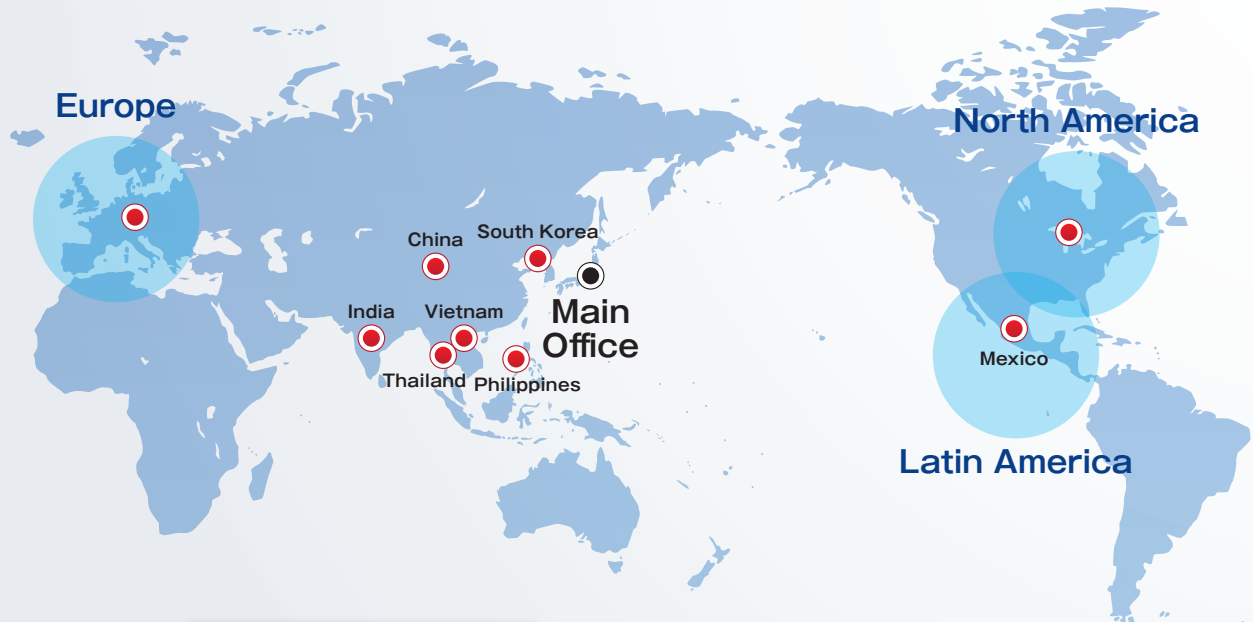 Europe
North America
China
South Korea
India
Vietnam
Main
Office
Thailand
Philippines
Mexico
Latin America